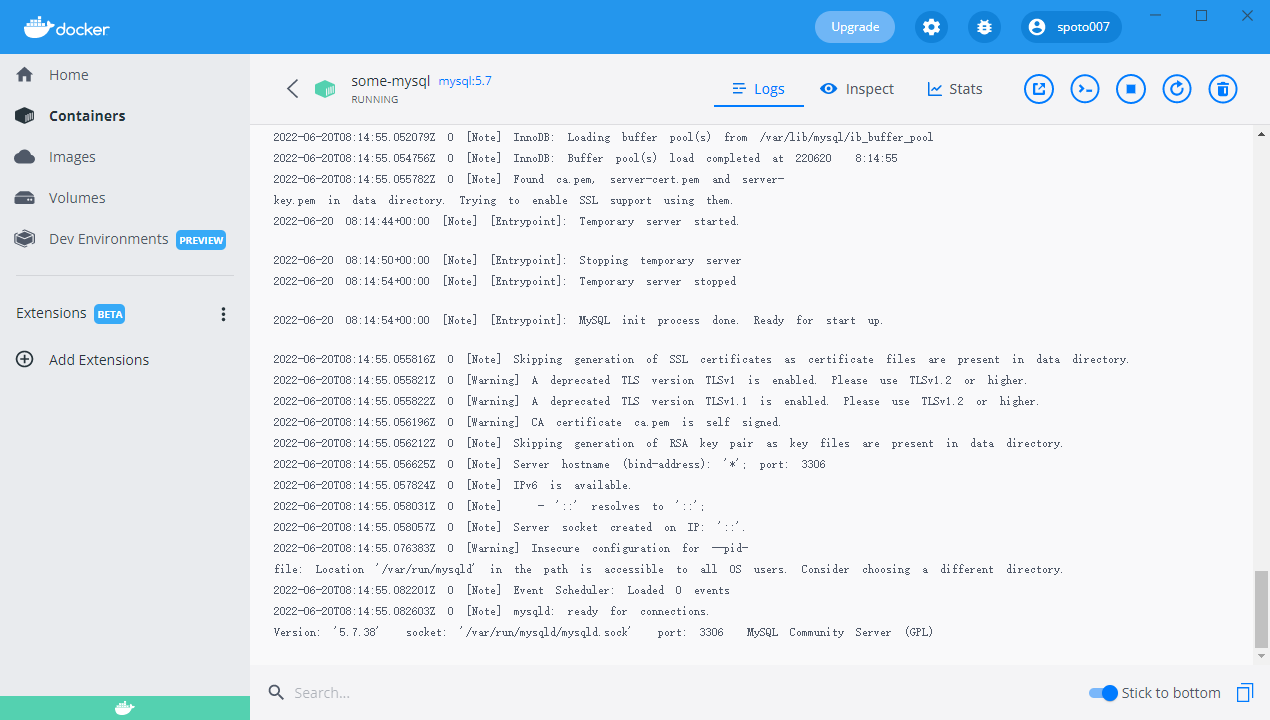 docker
Upgrade
spoto007
Home
Containers
Images
Volumes
Dev Environments PREVIEW
Extensions BETA
Add Extensions
some-mysql mysql:5.7
RUNNING
Logs
Inspect
Stats
2022-06-20T08:14:55.052079Z 0 [Note] InnoDB: Loading buffer pool(s) from /var/lib/mysql/ib_buffer_pool
2022-06-20T08:14:55.054756Z 0 [Note] InnoDB: Buffer pool(s) load completed at 220620 8:14:55
2022-06-20T08:14:55.055782Z 0 [Note] Found ca.pem, server-cert.pem and server-
key.pem in data directory. Trying to enable SSL support using them.
2022-06-20 08:14:44+00:00 [Note] [Entrypoint]: Temporary server started.
2022-06-20 08:14:50+00:00 [Note] [Entrypoint]: Stopping temporary server
2022-06-20 08:14:54+00:00 [Note] [Entrypoint]: Temporary server stopped
2022-06-20 08:14:54+00:00 [Note] [Entrypoint]: MySQL init process done. Ready for start up.
2022-06-20T08:14:55.055816Z 0 [Note] Skipping generation of SSL certificates as certificate files are present in data directory.
2022-06-20T08:14:55.055821Z 0 [Warning] A deprecated TLS version TLSv1 is enabled. Please use TLSv1.2 or higher.
2022-06-20T08:14:55.055822Z 0 [Warning] A deprecated TLS version TLSv1.1 is enabled. Please use TLSv1.2 or higher.
2022-06-20T08:14:55.056196Z 0 [Warning] CA certificate ca.pem is self signed.
2022-06-20T08:14:55.056212Z 0 [Note] Skipping generation of RSA key pair as key files are present in data directory.
2022-06-20T08:14:55.056625Z 0 [Note] Server hostname (bind-address): '*'; port: 3306
2022-06-20T08:14:55.057824Z 0 [Note] IPv6 is available.
2022-06-20T08:14:55.058031Z 0 [Note] - '::' resolves to '::';
2022-06-20T08:14:55.058057Z 0 [Note] Server socket created on IP: '::'.
2022-06-20T08:14:55.076383Z 0 [Warning] Insecure configuration for --pid-
file: Location '/var/run/mysqld' in the path is accessible to all OS users. Consider choosing a different directory.
2022-06-20T08:14:55.082201Z 0 [Note] Event Scheduler: Loaded 0 events
2022-06-20T08:14:55.082603Z 0 [Note] mysqld: ready for connections.
Version: '5.7.38' socket: '/var/run/mysqld/mysqld.sock' port: 3306 MySQL Community Server (GPL)
Search...
Stick to bottom